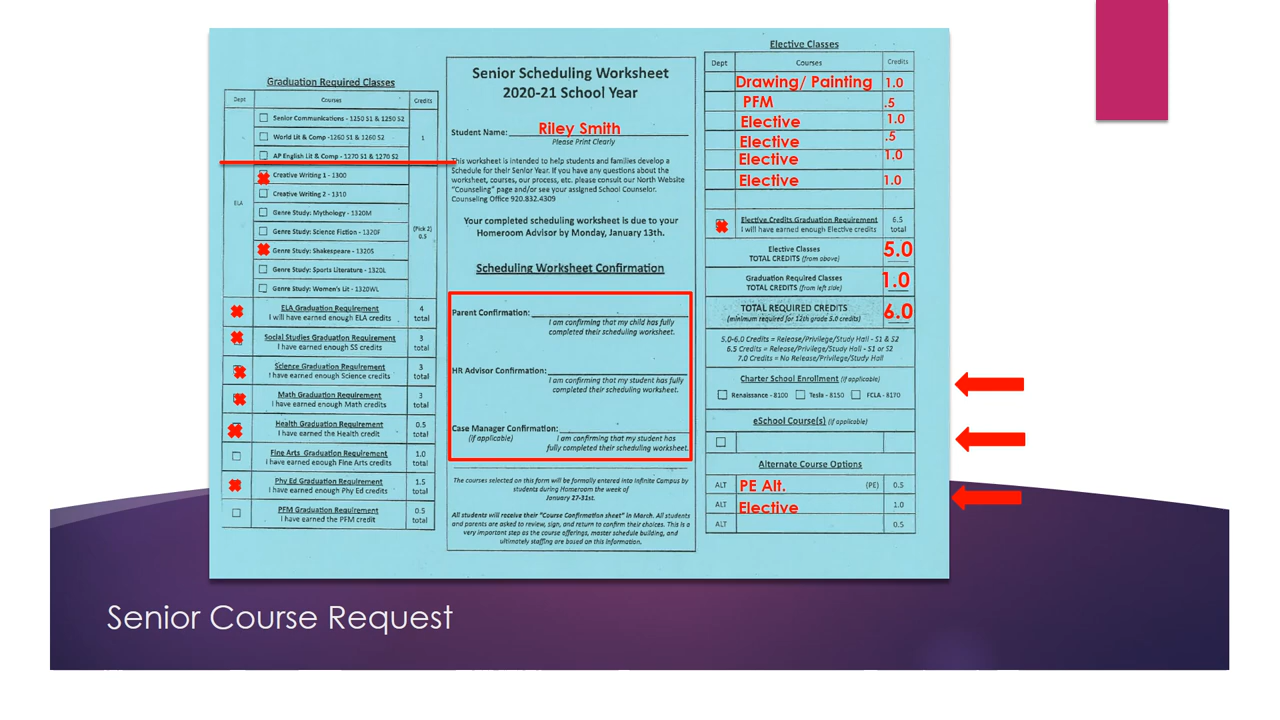 Graduation Required Classes
Dept Courses Credits
Senior Communications - 1250 S1 & 1250 S2
World Lit & Comp -1260 S1 & 1260 S2
1
AP English Lit & Comp - 1270 S1 & 1270 S2
Creative Writing 1 - 1300
Creative Writing 2 - 1310
ELA
Genre Study: Mythology - 1320M
Genre Study: Science Fiction - 1320F
(Pick 2)
0.5
Genre Study: Shakespeare - 1320S
Genre Study: Sports Literature - 1320L
Genre Study: Women's Lit - 1320WL
ELA Graduation Requirement
I will have earned enough ELA credits
4
total
Social Studies Graduation Requirement
I have earned enough SS credits
3
total
Science Graduation Requirement
I have earned enough Science credits
3
total
Math Graduation Requirement
I have earned enough Math credits
3
total
Health Graduation Requirement
I have earned the Health credit
0.5
total
Fine Arts Graduation Requirement
I have earned enough Fine Arts credits
1.0
total
Phy Ed Graduation Requirement
I have earned enough Phy Ed credits
1.5
total
PFM Graduation Requirement
I have earned the PFM credit
0.5
total
Senior Scheduling Worksheet
2020-21 School Year
Student Name: Riley Smith
Please Print Clearly
This worksheet is intended to help students and families develop a
Schedule for their Senior Year. If you have any questions about the
worksheet, courses, our process, etc. please consult our North Website
"Counseling" page and/or see your assigned School Counselor.
Counseling Office 920.832.4309
Your completed scheduling worksheet is due to your
Homeroom Advisor by Monday, January 13th.
Scheduling Worksheet Confirmation
Parent Confirmation:
I am confirming that my child has fully
completed their scheduling worksheet.
HR Advisor Confirmation:
I am confirming that my student has fully
completed their scheduling worksheet.
Case Manager Confirmation:
(if applicable) I am confirming that my student has
fully completed their scheduling worksheet.
The courses selected on this form will be formally entered into Infinite Campus by
students during Homeroom the week of
January 27-31st.
All students will receive their "Course Confirmation sheet" in March. All students
and parents are asked to review, sign, and return to confirm their choices. This is a
very important step as the course offerings, master schedule building, and
ultimately staffing are based on this information.
Elective Classes
Dept Courses Credits
Drawing/ Painting 1.0
PFM .5
Elective 1.0
Elective .5
Elective 1.0
Elective 1.0
Elective Credits Graduation Requirement
I will have earned enough Elective credits
6.5
total
Elective Classes
TOTAL CREDITS (from above)
5.0
Graduation Required Classes
TOTAL CREDITS (from left side)
1.0
TOTAL REQUIRED CREDITS
(minimum required for 12th grade 5.0 credits)
6.0
5.0-6.0 Credits = Release/Privilege/Study Hall - S1 & S2
6.5 Credits = Release/Privilege/Study Hall - S1 or S2
7.0 Credits = No Release/Privilege/Study Hall
Charter School Enrollment (if applicable)
Renaissance - 8100 Tesla - 8150 FCLA - 8170
eSchool Course(s) (if applicable)
Alternate Course Options
ALT PE Alt. (PE) 0.5
ALT Elective 1.0
ALT 0.5
Senior Course Request